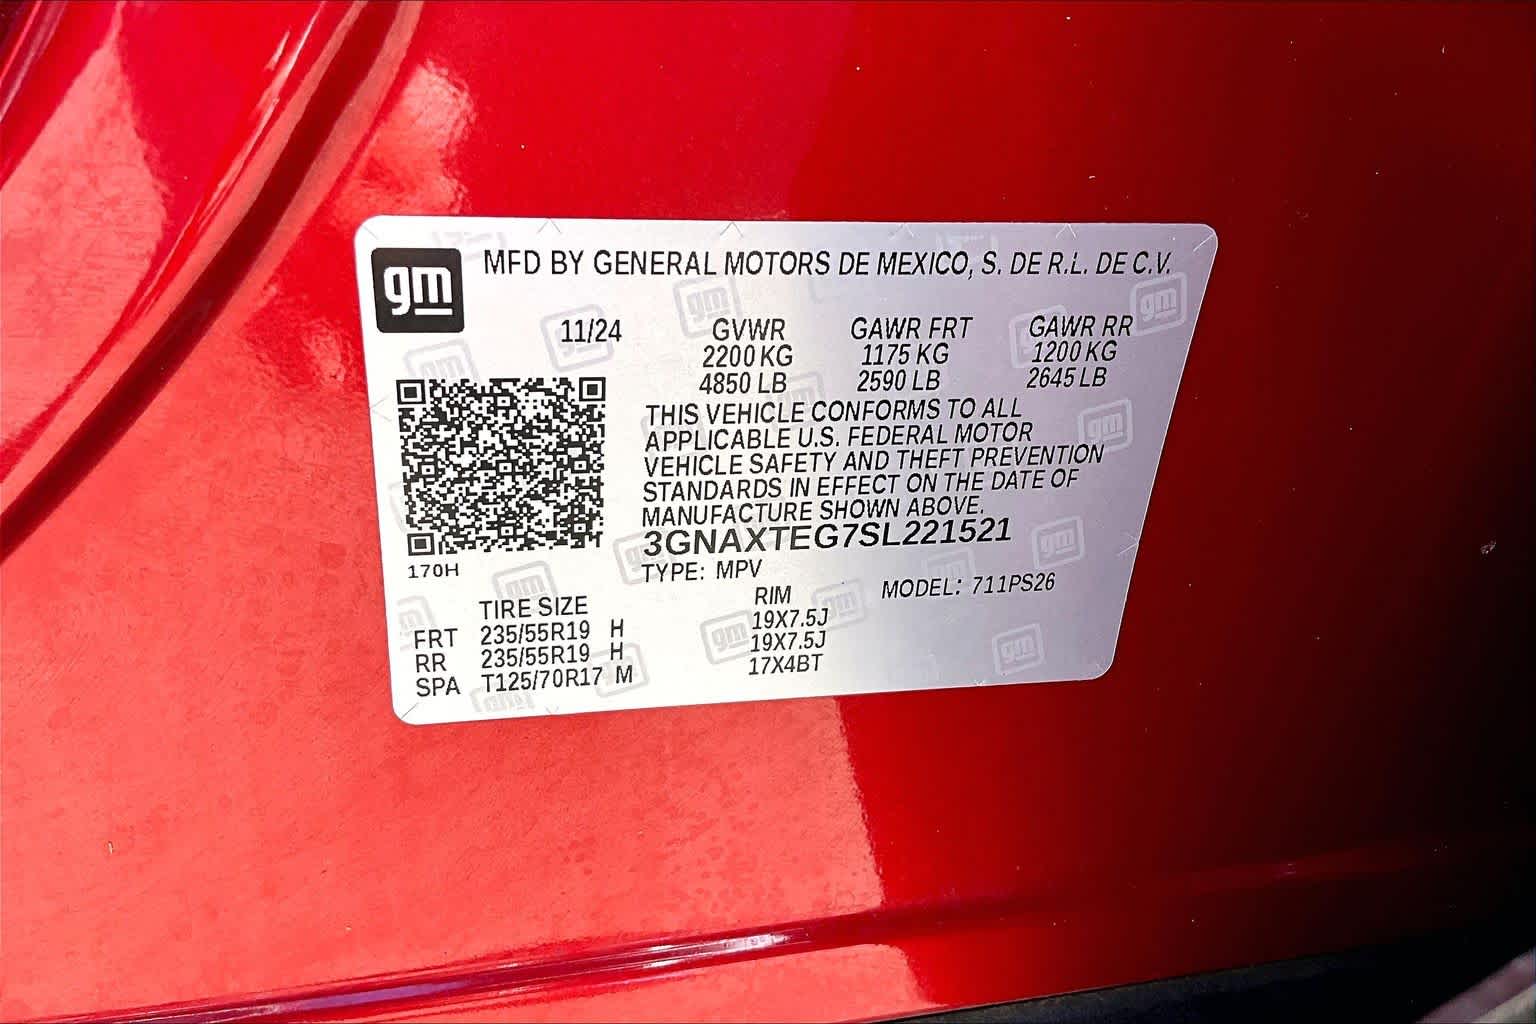 gm MFD BY GENERAL MOTORS DE MEXICO, S. DE R.L. DE C.V.
11/24 GVWR GAWR FRT GAWR RR
2200 KG 1175 KG 1200 KG
4850 LB 2590 LB 2645 LB
THIS VEHICLE CONFORMS TO ALL
APPLICABLE U.S. FEDERAL MOTOR
VEHICLE SAFETY AND THEFT PREVENTION
STANDARDS IN EFFECT ON THE DATE OF
MANUFACTURE SHOWN ABOVE.
3GNAXTEG7SL221521
170H
TYPE: MPV MODEL: 711PS26
TIRE SIZE RIM
FRT 235/55R19 H 19X7.5J
RR 235/55R19 H 19X7.5J
SPA T125/70R17 M 17X4BT